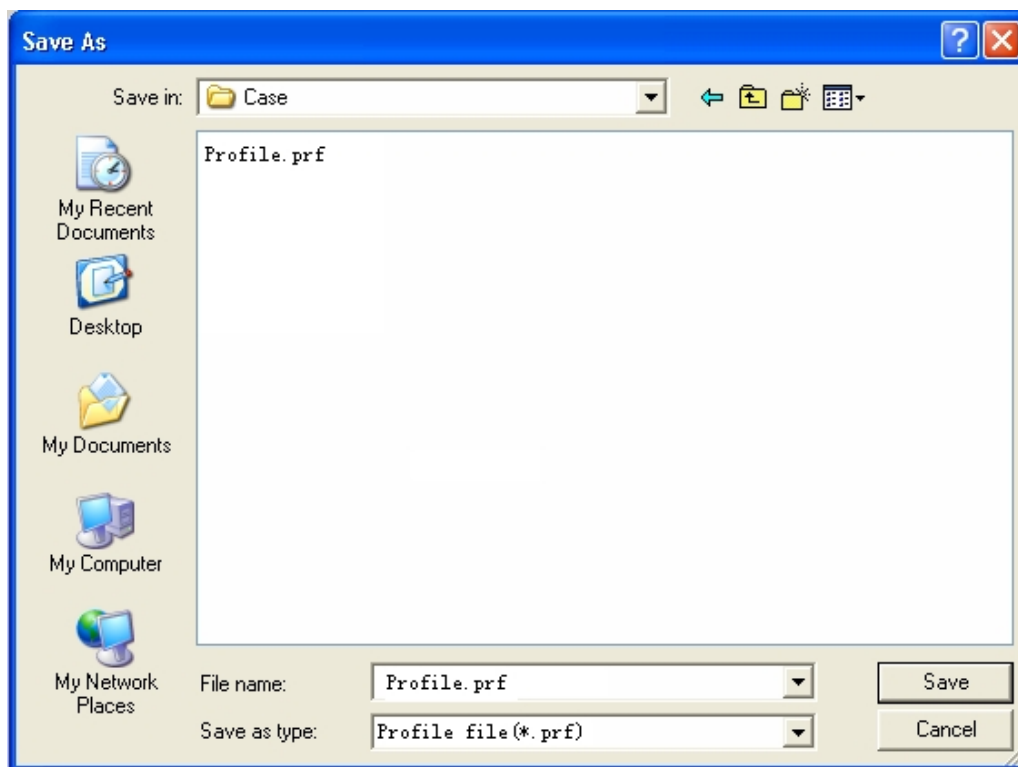 Save As
Save in: Case
Profile.prf
My Recent
Documents
Desktop
My Documents
My Computer
My Network
Places
File name: Profile.prf
Save
Save as type: Profile file(*.prf)
Cancel